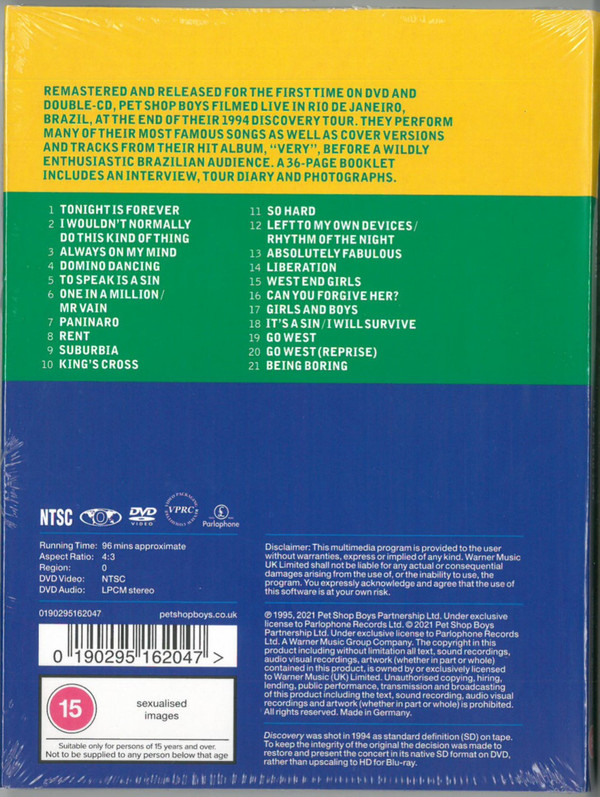 REMASTERED AND RELEASED FOR THE FIRST TIME ON DVD AND
DOUBLE-CD, PET SHOP BOYS FILMED LIVE IN RIO DE JANEIRO,
BRAZIL, AT THE END OF THEIR 1994 DISCOVERY TOUR. THEY PERFORM
MANY OF THEIR MOST FAMOUS SONGS AS WELL AS COVER VERSIONS
AND TRACKS FROM THEIR HIT ALBUM, “VERY”, BEFORE A WILDLY
ENTHUSIASTIC BRAZILIAN AUDIENCE. A 36-PAGE BOOKLET
INCLUDES AN INTERVIEW, TOUR DIARY AND PHOTOGRAPHS.
1 TONIGHT IS FOREVER
2 I WOULDN'T NORMALLY
DO THIS KIND OF THING
3 ALWAYS ON MY MIND
4 DOMINO DANCING
5 TO SPEAK IS A SIN
6 ONE IN A MILLION/
MR VAIN
7 PANINARO
8 RENT
9 SUBURBIA
10 KING'S CROSS
11 SO HARD
12 LEFT TO MY OWN DEVICES/
RHYTHM OF THE NIGHT
13 ABSOLUTELY FABULOUS
14 LIBERATION
15 WEST END GIRLS
16 CAN YOU FORGIVE HER?
17 GIRLS AND BOYS
18 IT'S A SIN/I WILL SURVIVE
19 GO WEST
20 GO WEST (REPRISE)
21 BEING BORING
NTSC
0
DVD
VIDEO
VPRC
Parlophone
Running Time: 96 mins approximate
Aspect Ratio: 4:3
Region: 0
DVD Video: NTSC
DVD Audio: LPCM stereo
0190295162047 petshopboys.co.uk
0 190295 162047 >
15
sexualised
images
Suitable only for persons of 15 years and over.
Not to be supplied to any person below that age
Disclaimer: This multimedia program is provided to the user
without warranties, express or implied of any kind. Warner Music
UK Limited shall not be liable for any actual or consequential
damages arising from the use of, or the inability to use, the
program. You expressly acknowledge and agree that the use of
this software is at your own risk.
℗ 1995, 2021 Pet Shop Boys Partnership Ltd. Under exclusive
license to Parlophone Records Ltd. © 2021 Pet Shop Boys
Partnership Ltd. Under exclusive license to Parlophone Records
Ltd. A Warner Music Group Company. The copyright in this
product including without limitation all text, sound recordings,
audio visual recordings, artwork (whether in part or whole)
contained in this product, is owned by or exclusively licensed
to Warner Music (UK) Limited. Unauthorised copying, hiring,
lending, public performance, transmission and broadcasting
of this product including the text, sound recording, audio visual
recordings and artwork (whether in part or whole) is prohibited.
All rights reserved. Made in Germany.
Discovery was shot in 1994 as standard definition (SD) on tape.
To keep the integrity of the original the decision was made to
restore and present the concert in its native SD format on DVD,
rather than upscaling to HD for Blu-ray.